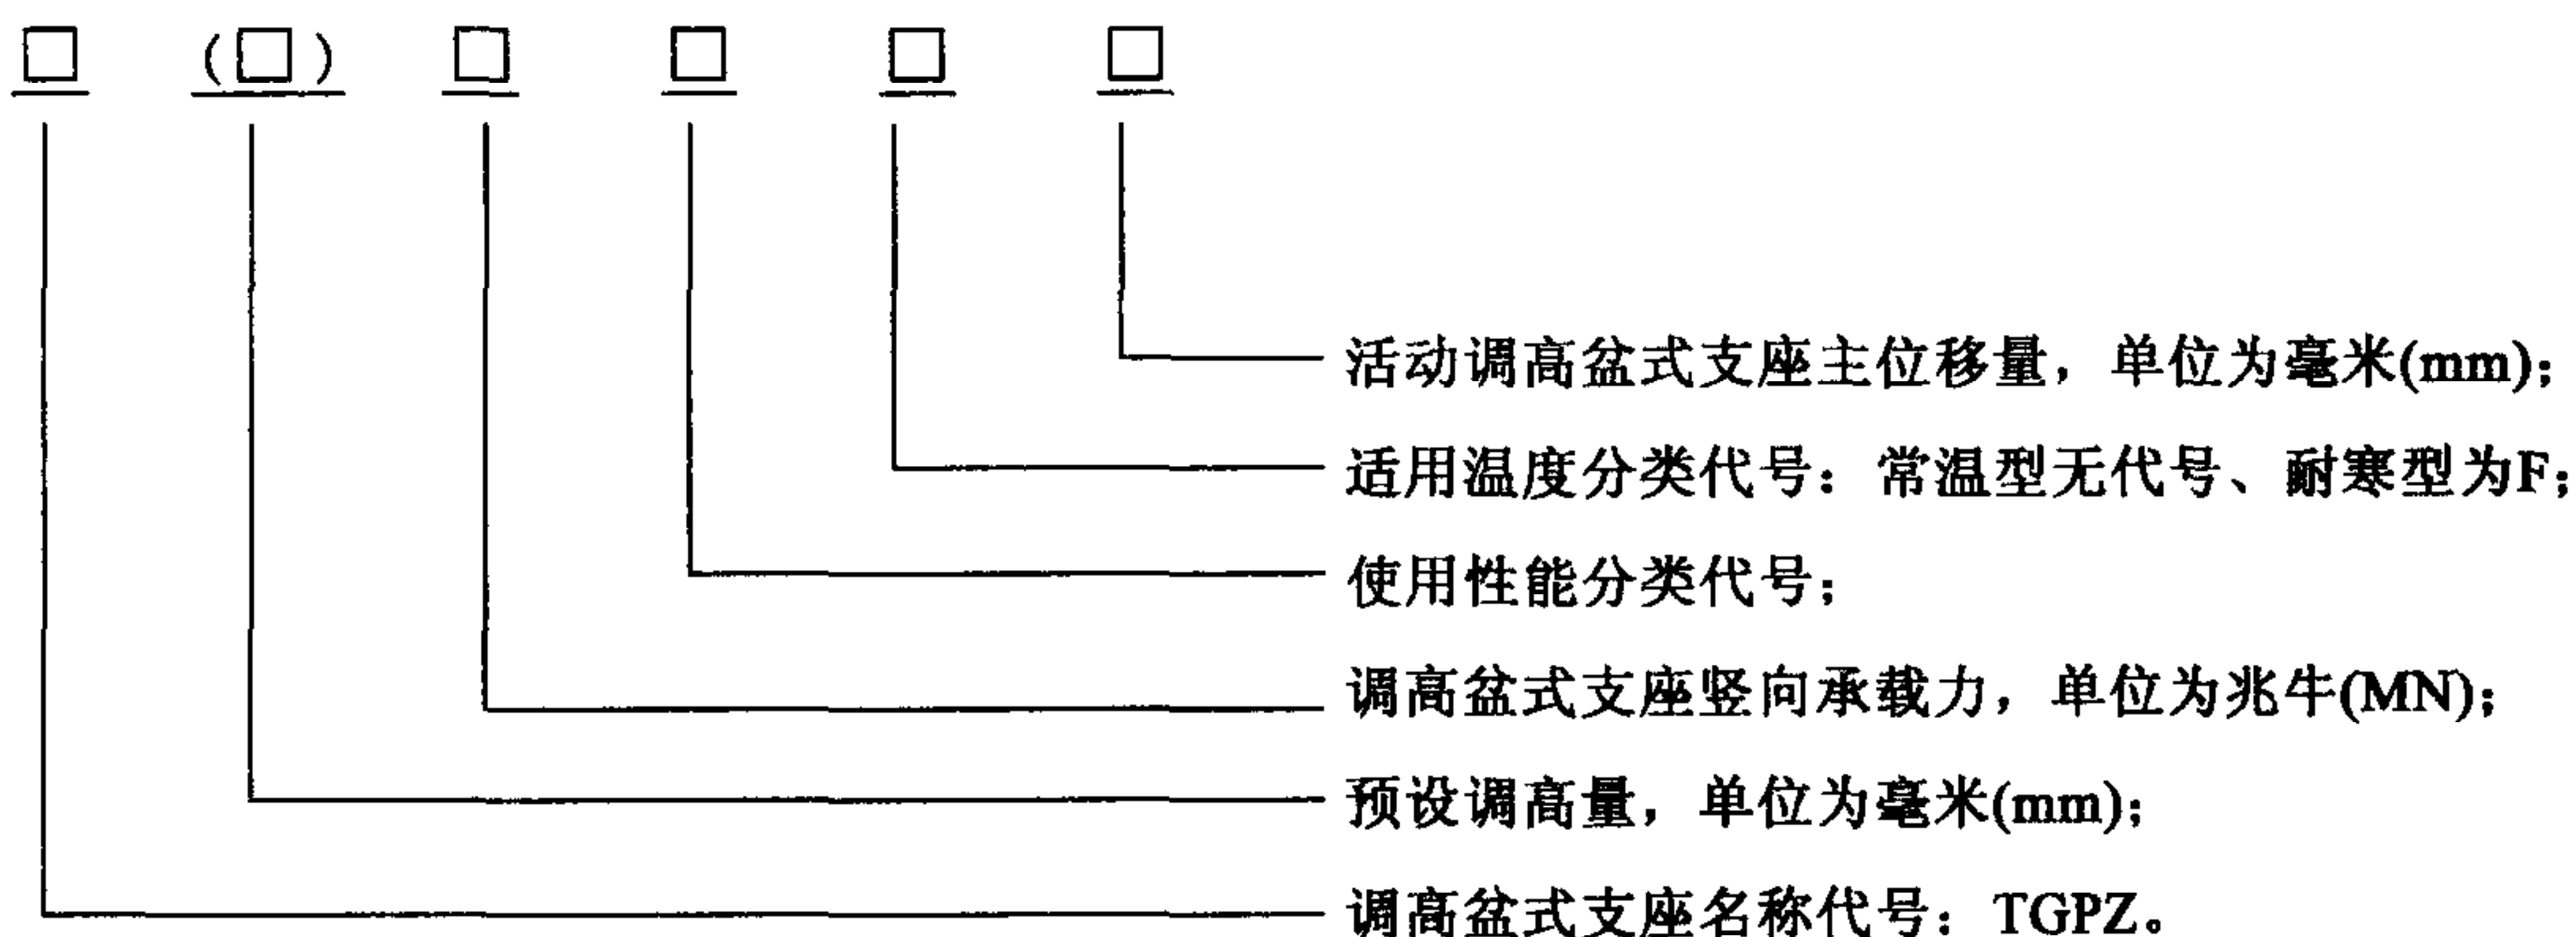 □ (□) □ □ □ □
活动调高盆式支座主位移量，单位为毫米(mm)；
适用温度分类代号：常温型无代号、耐寒型为F；
使用性能分类代号；
调高盆式支座竖向承载力，单位为兆牛(MN)；
预设调高量，单位为毫米(mm)；
调高盆式支座名称代号：TGPZ。